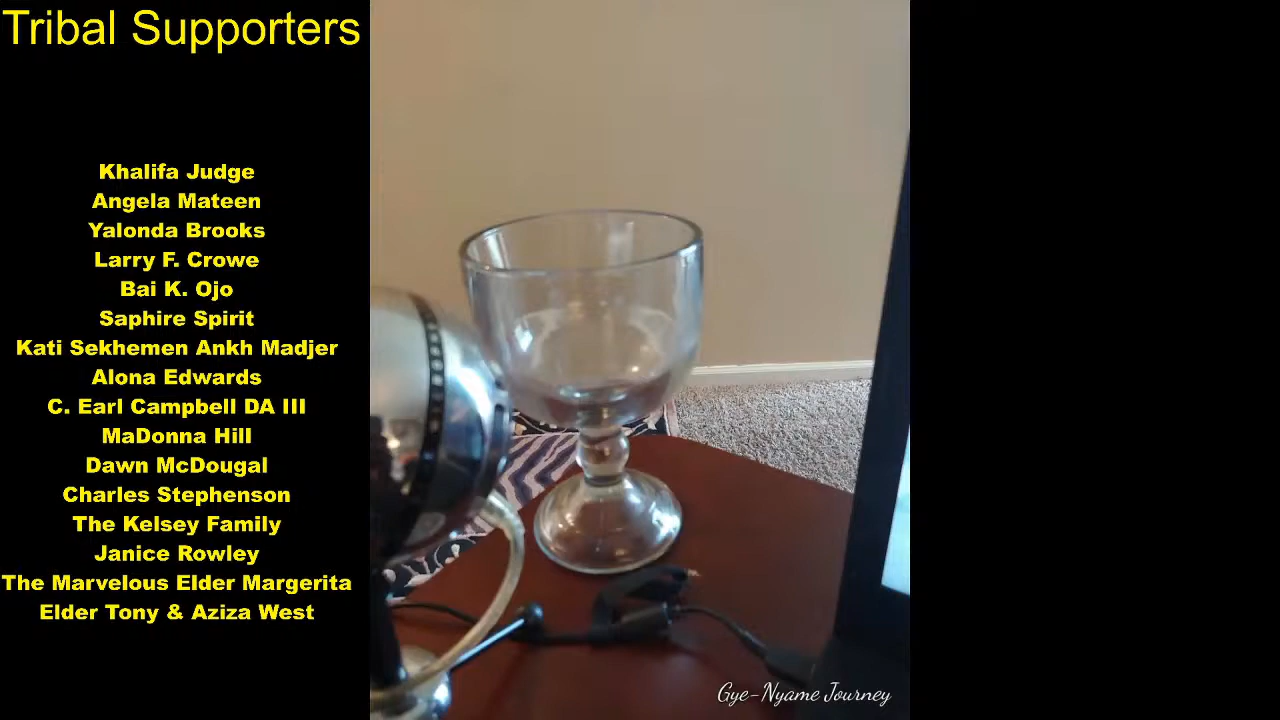 Tribal Supporters
Khalifa Judge
Angela Mateen
Yalonda Brooks
Larry F. Crowe
Bai K. Ojo
Saphire Spirit
Kati Sekhemen Ankh Madjer
Alona Edwards
C. Earl Campbell DA III
MaDonna Hill
Dawn McDougal
Charles Stephenson
The Kelsey Family
Janice Rowley
The Marvelous Elder Margerita
Elder Tony & Aziza West
Gye-Nyame Journey